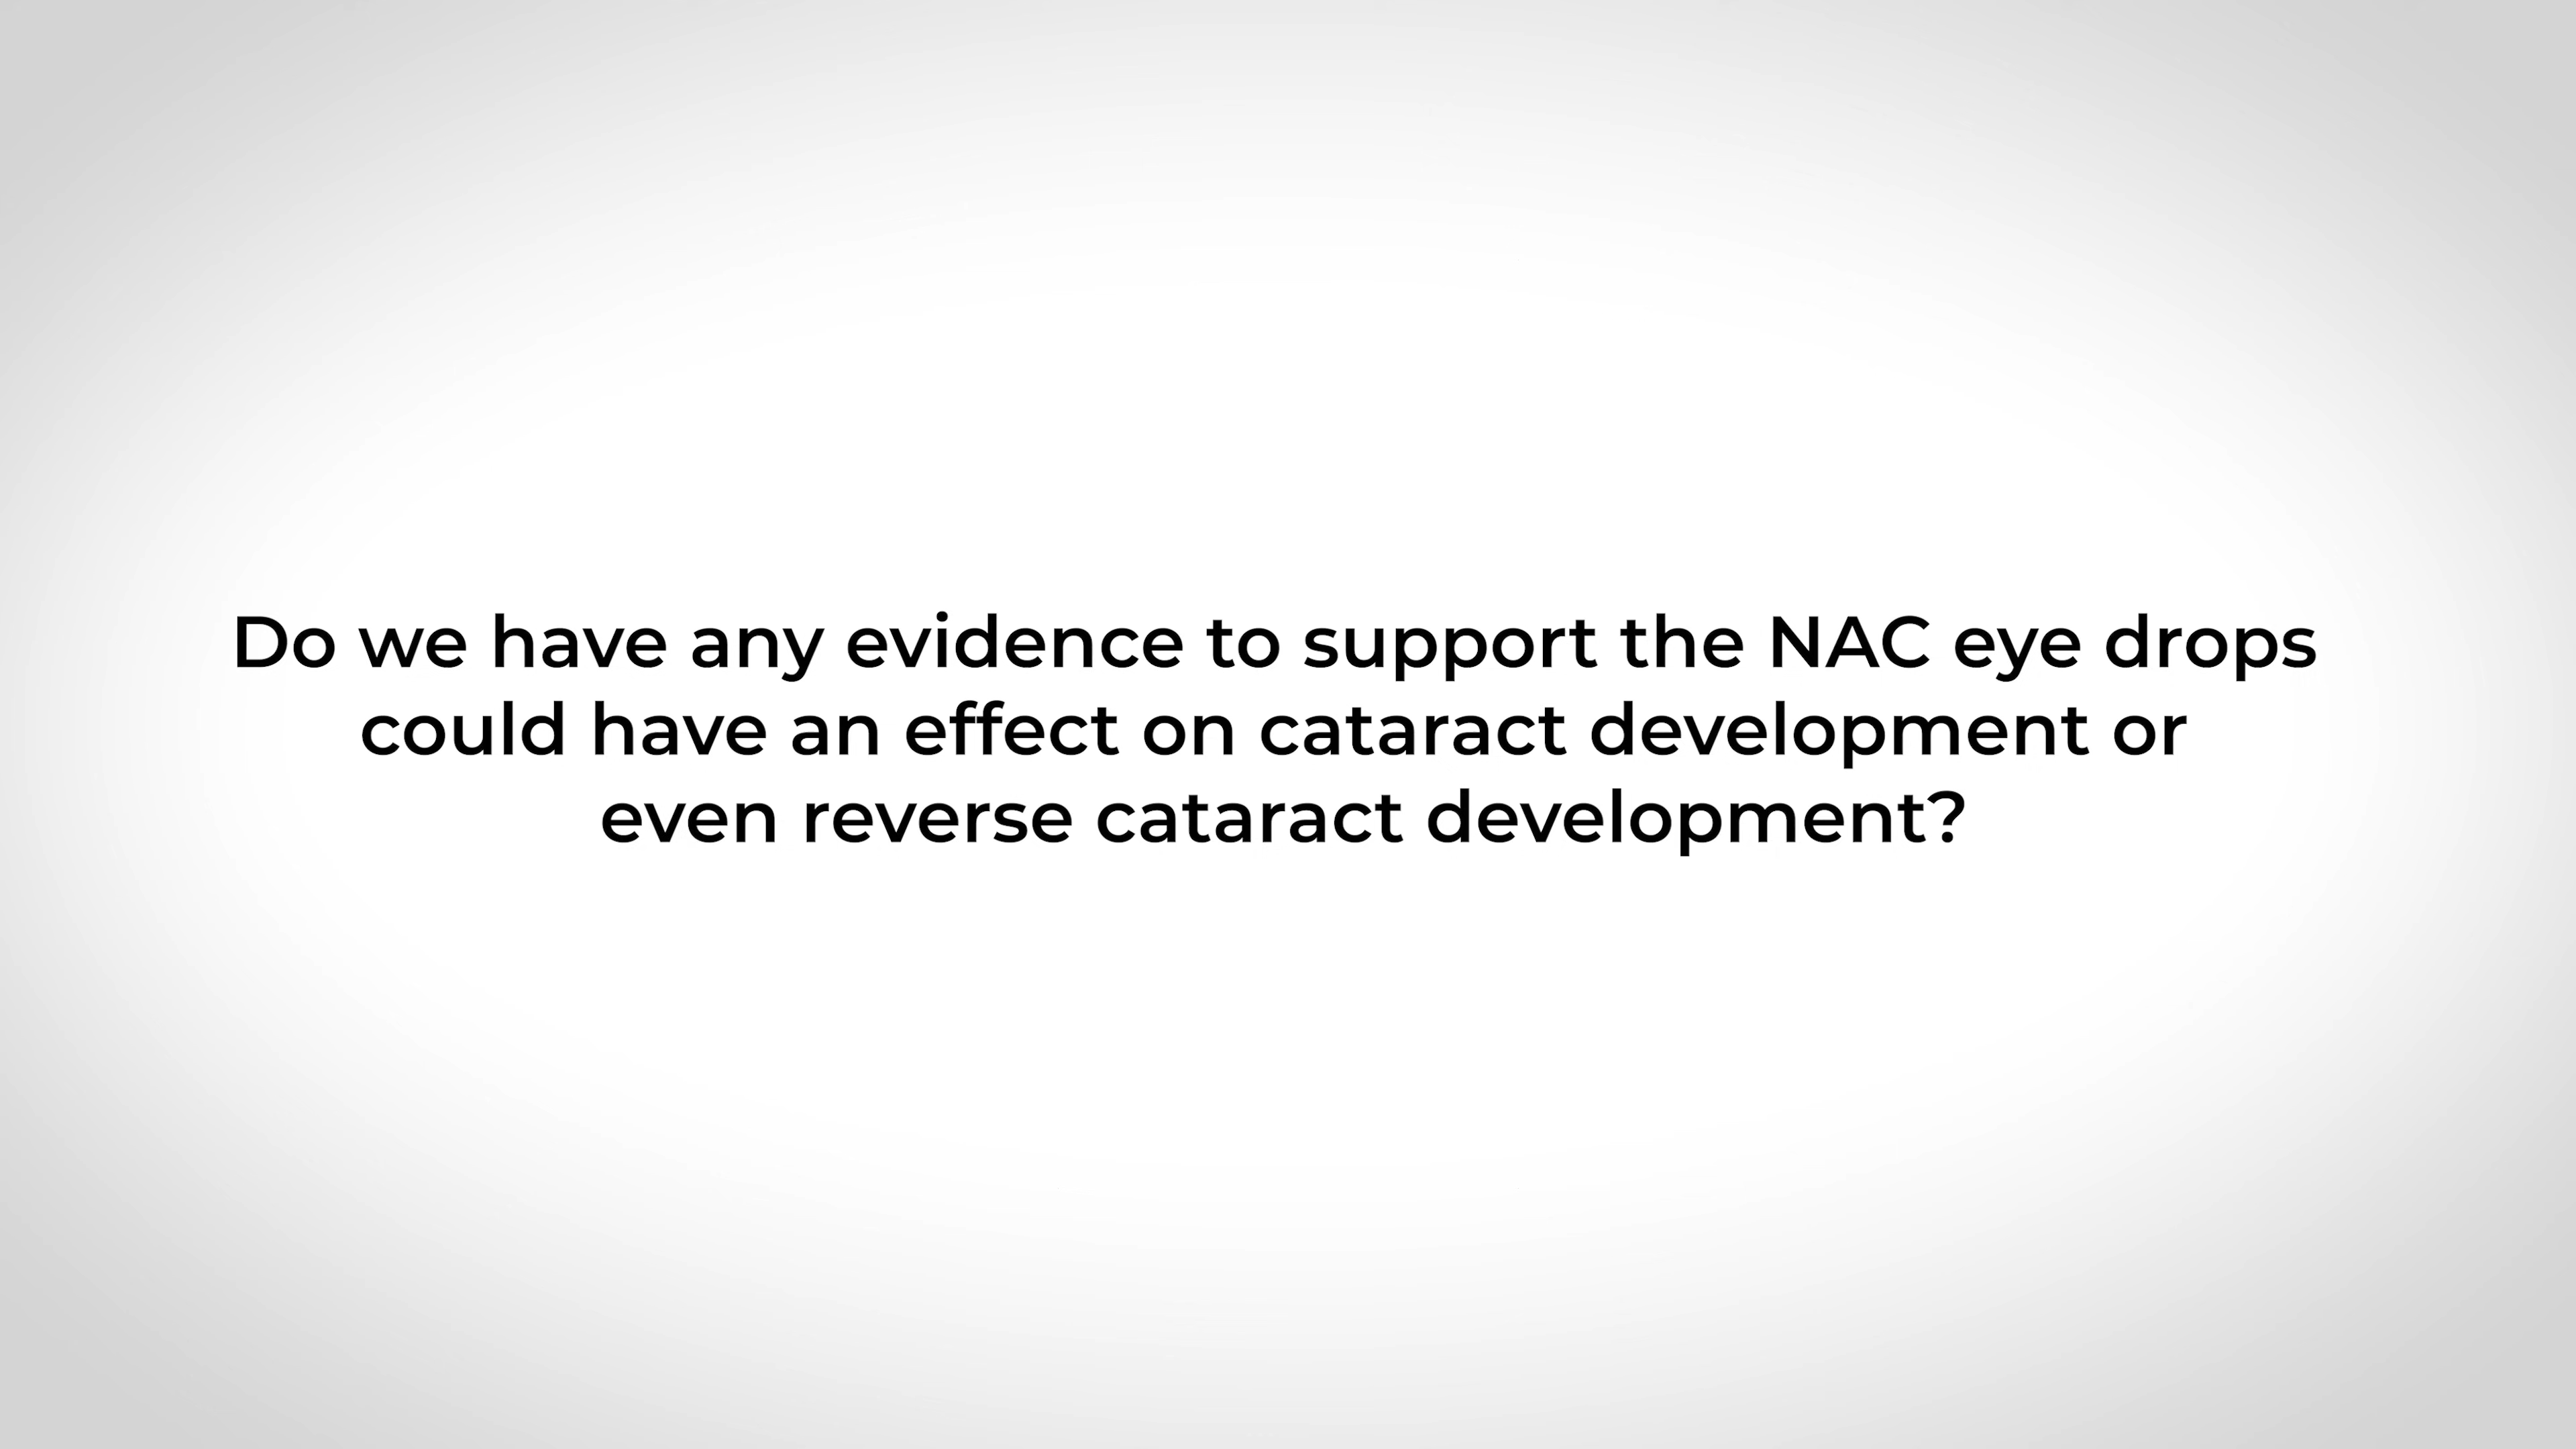 Do we have any evidence to support the NAC eye drops
could have an effect on cataract development or
even reverse cataract development?